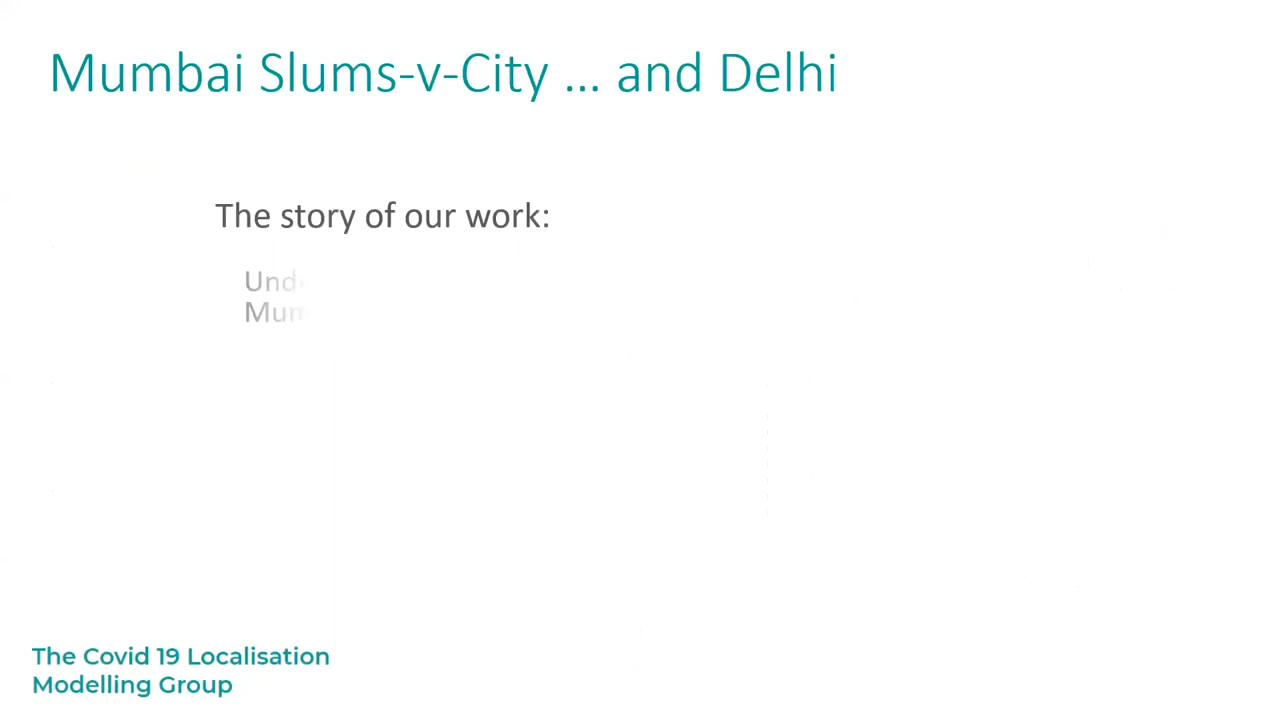 Mumbai Slums-v-City ... and Delhi
The story of our work:
The Covid 19 Localisation
Modelling Group